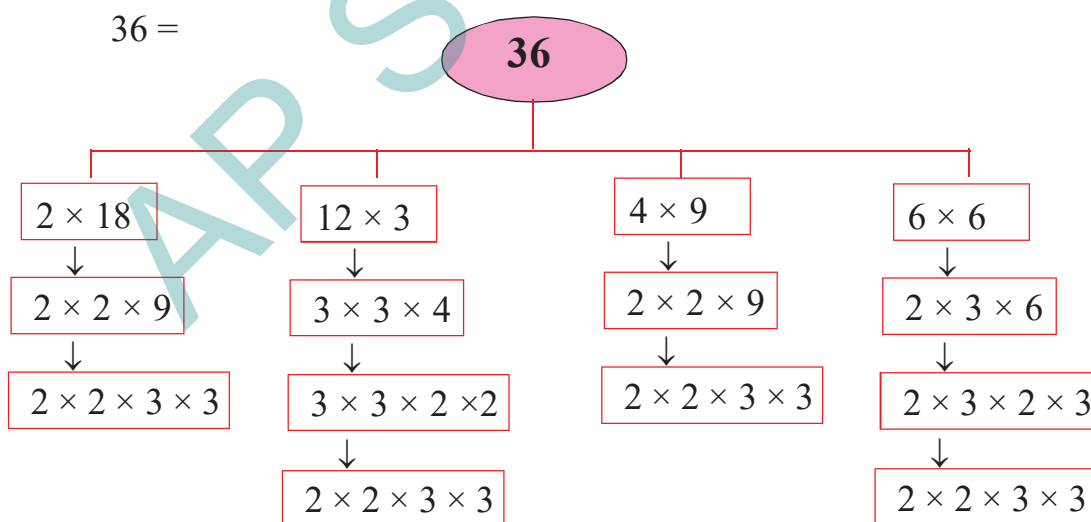 36 =
36
2 × 18
12 × 3
4 × 9
6 × 6
↓
↓
↓
↓
2 × 2 × 9
3 × 3 × 4
2 × 2 × 9
2 × 3 × 6
↓
↓
↓
↓
2 × 2 × 3 × 3
3 × 3 × 2 ×2
2 × 2 × 3 × 3
2 × 3 × 2 × 3
↓
↓
2 × 2 × 3 × 3
2 × 2 × 3 × 3
AP S